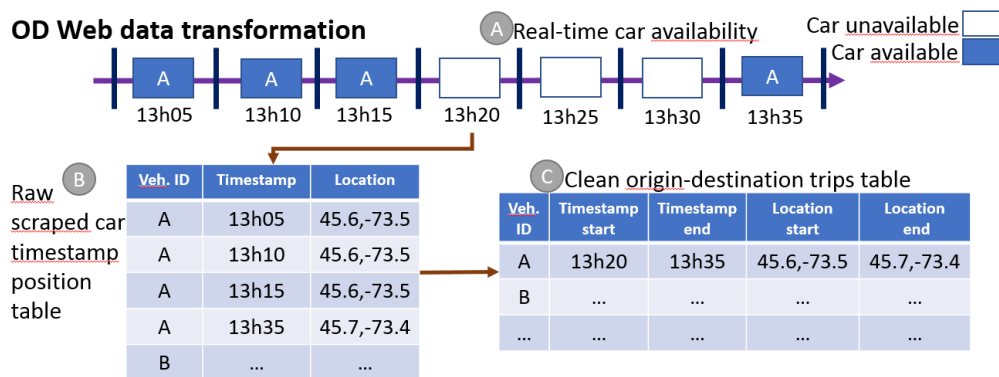 OD Web data transformation
A Real-time car availability
Car unavailable
Car available
A A A A
13h05 13h10 13h15 13h20 13h25 13h30 13h35
B
Raw
scraped car
timestamp
position
table
Veh. ID Timestamp Location
A 13h05 45.6,-73.5
A 13h10 45.6,-73.5
A 13h15 45.6,-73.5
A 13h35 45.7,-73.4
B ... ...
C Clean origin-destination trips table
Veh. Timestamp Timestamp Location Location
ID start end start end
A 13h20 13h35 45.6,-73.5 45.7,-73.4
B ... ... ... ...
... ... ... ... ...